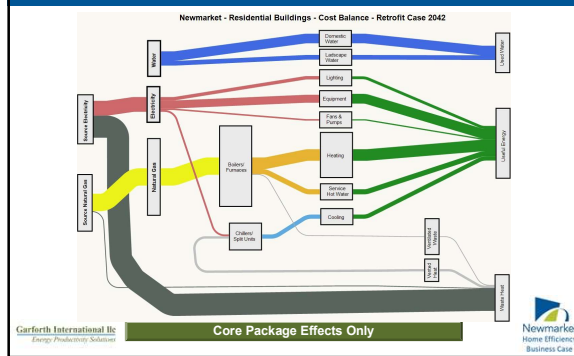 Newmarket - Residential Buildings - Cost Balance - Retrofit Case 2042
Water
Domestic
Water
Landscape
Water
Used Water
Source Electricity
Electricity
Lighting
Equipment
Fans &
Pumps
Useful Energy
Source Natural Gas
Natural Gas
Boilers/
Furnaces
Heating
Service
Hot Water
Chillers/
Split Units
Cooling
Ventilated
Waste
Vented
Heat
Waste Heat
Garforth International llc
Energy Productivity Solutions
Core Package Effects Only
Newmarke
Home Efficiency
Business Case